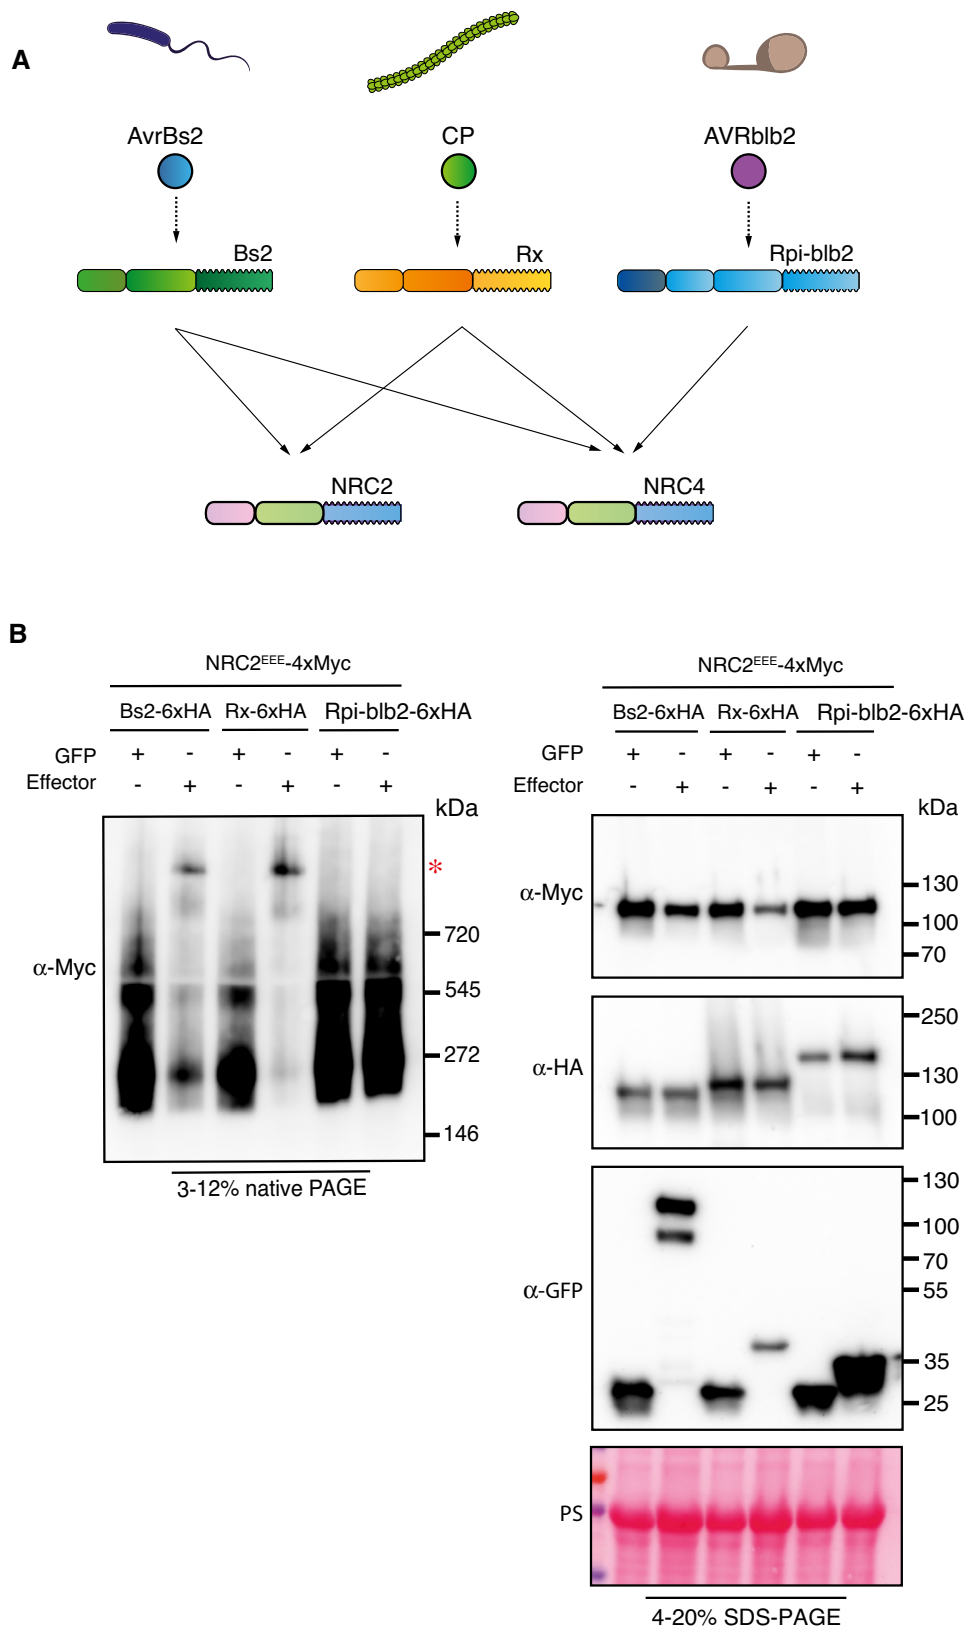 A
AvrBs2 CP AVRblb2
Bs2 Rx Rpi-blb2
NRC2 NRC4
B
NRC2EEE-4xMyc
Bs2-6xHA Rx-6xHA Rpi-blb2-6xHA
GFP + - + - + -
Effector - + - + - +
kDa
*
720
α-Myc
545
272
146
3-12% native PAGE
NRC2EEE-4xMyc
Bs2-6xHA Rx-6xHA Rpi-blb2-6xHA
GFP + - + - + -
Effector - + - + - +
kDa
α-Myc
130
100
70
250
α-HA
130
100
130
100
70
α-GFP
55
35
25
PS
4-20% SDS-PAGE